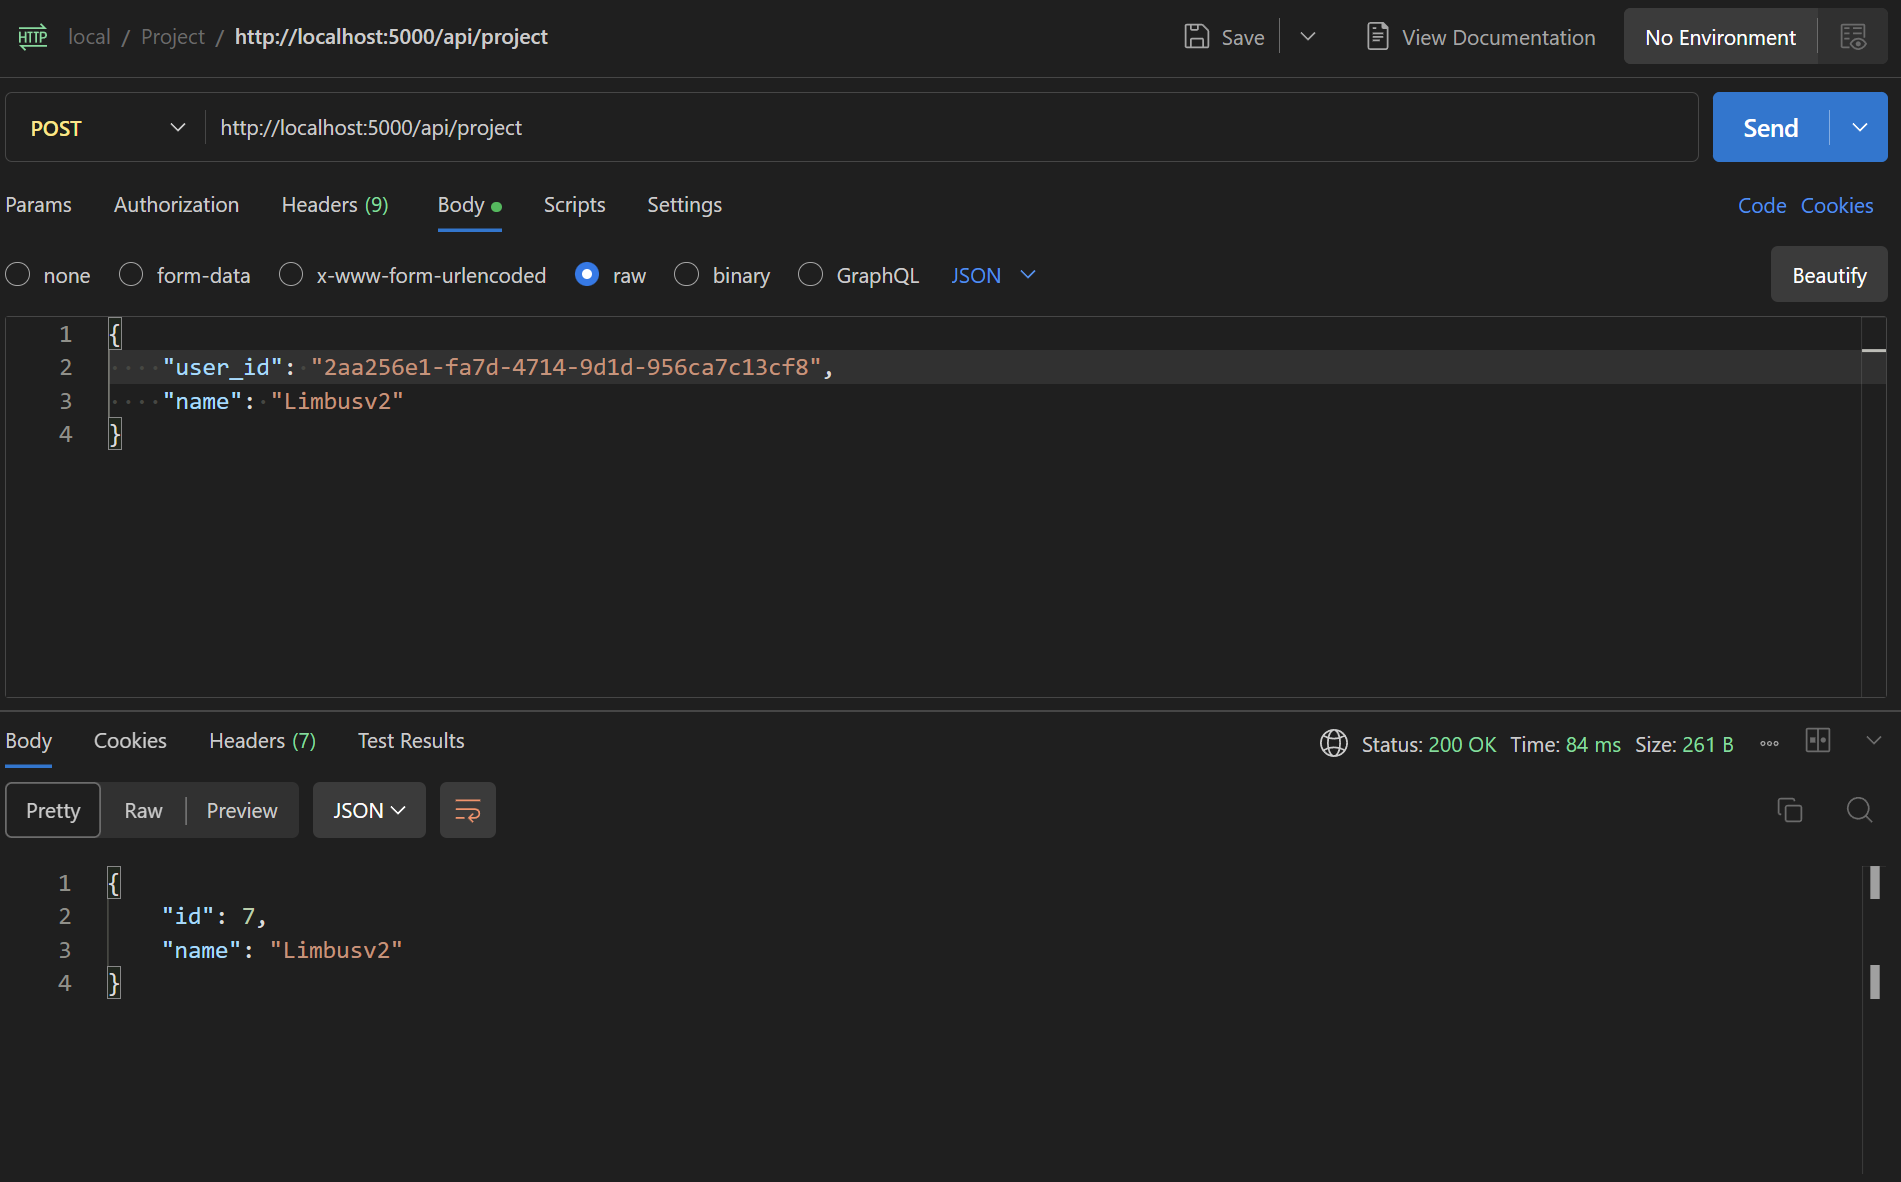 HTTP local / Project / http://localhost:5000/api/project Save View Documentation No Environment
POST http://localhost:5000/api/project Send
Params Authorization Headers (9) Body Scripts Settings Code Cookies
none form-data x-www-form-urlencoded raw binary GraphQL JSON Beautify
1 {
2 "user_id": "2aa256e1-fa7d-4714-9d1d-956ca7c13cf8",
3 "name": "Limbusv2"
4 }
Body Cookies Headers (7) Test Results Status: 200 OK Time: 84 ms Size: 261 B
Pretty Raw Preview JSON
1 {
2 "id": 7,
3 "name": "Limbusv2"
4 }